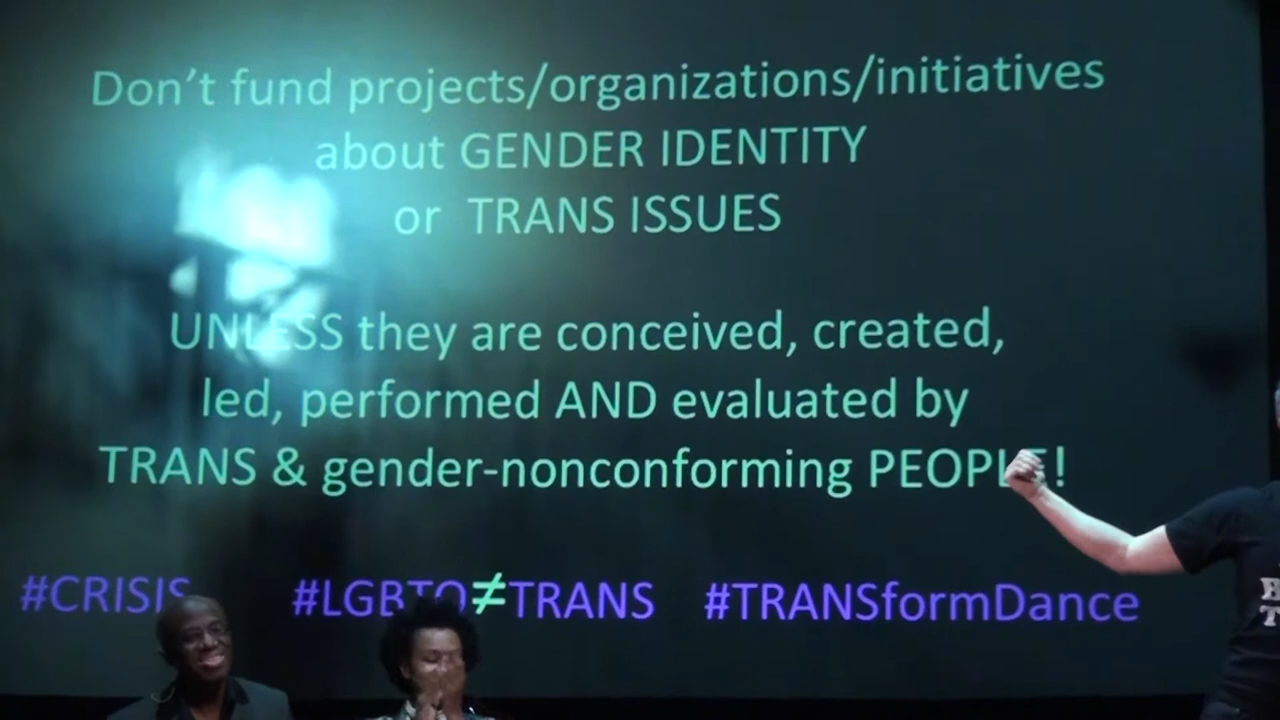 Don't fund projects/organizations/initiatives
about GENDER IDENTITY
or TRANS ISSUES
UNLESS they are conceived, created,
led, performed AND evaluated by
TRANS & gender-nonconforming PEOPLE!
#CRISIS #LGBTQ≠TRANS #TRANSformDance